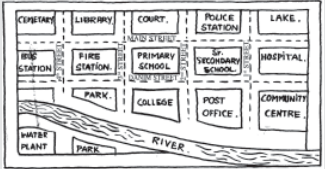 CEMETARY LIBRARY COURT. POLICE STATION LAKE.
MAIN STREET
BUS STATION FIRE STATION. PRIMARY SCHOOL Sr. SECONDARY SCHOOL. HOSPITAL.
STREET
PARK. COLLEGE POST OFFICE. COMMUNITY CENTRE.
RIVER.
WATER PLANT PARK